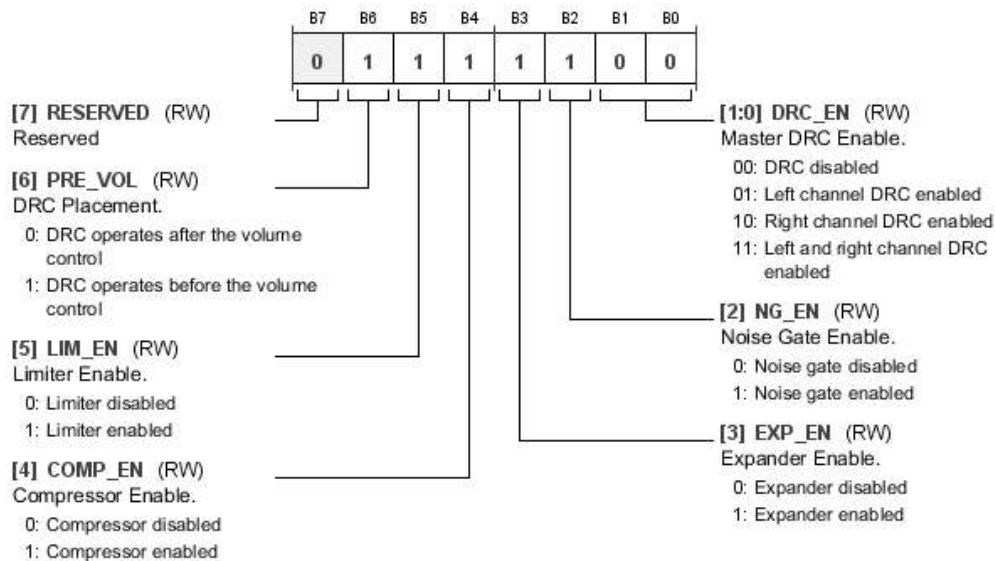 B7 B6 B5 B4 B3 B2 B1 B0
0 1 1 1 1 1 0 0
[7] RESERVED (RW)
Reserved
[6] PRE_VOL (RW)
DRC Placement.
0: DRC operates after the volume
control
1: DRC operates before the volume
control
[5] LIM_EN (RW)
Limiter Enable.
0: Limiter disabled
1: Limiter enabled
[4] COMP_EN (RW)
Compressor Enable.
0: Compressor disabled
1: Compressor enabled
[1:0] DRC_EN (RW)
Master DRC Enable.
00: DRC disabled
01: Left channel DRC enabled
10: Right channel DRC enabled
11: Left and right channel DRC
enabled
[2] NG_EN (RW)
Noise Gate Enable.
0: Noise gate disabled
1: Noise gate enabled
[3] EXP_EN (RW)
Expander Enable.
0: Expander disabled
1: Expander enabled